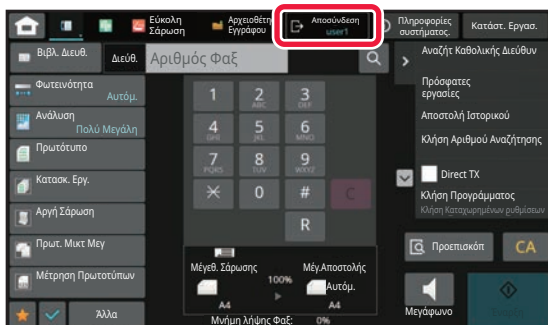 Εύκολη Σάρωση
Αρχειοθέτη Εγγράφου
Αποσύνδεση
user1
Πληροφορίες συστήματος.
Κατάστ. Εργασ.
Βιβλ. Διευθ.
Διεύθ.
Αριθμός Φαξ
Φωτεινότητα
Αυτόμ.
Ανάλυση
Πολύ Μεγάλη
Πρωτότυπο
Κατασκ. Εργ.
Αργή Σάρωση
Πρωτ. Μικτ Μεγ
Μέτρηση Πρωτοτύπων
Άλλα
1
2
ABC
3
DEF
4
GHI
5
JKL
6
MNO
7
PQRS
8
TUV
9
WXYZ
0
#
C
R
Μέγεθ. Σάρωσης
100%
Μέγ.Αποστολής
Αυτόμ.
A4
A4
Μνήμη λήψης Φαξ: 0%
Αναζήτ Καθολικής Διεύθυν
Πρόσφατες
εργασίες
Αποστολή Ιστορικού
Κλήση Αριθμού Αναζήτησης
Direct TX
Κλήση Προγράμματος
Κλήση Καταχωρημένων ρυθμίσεων
Προεπισκόπ
CA
Μεγάφωνο